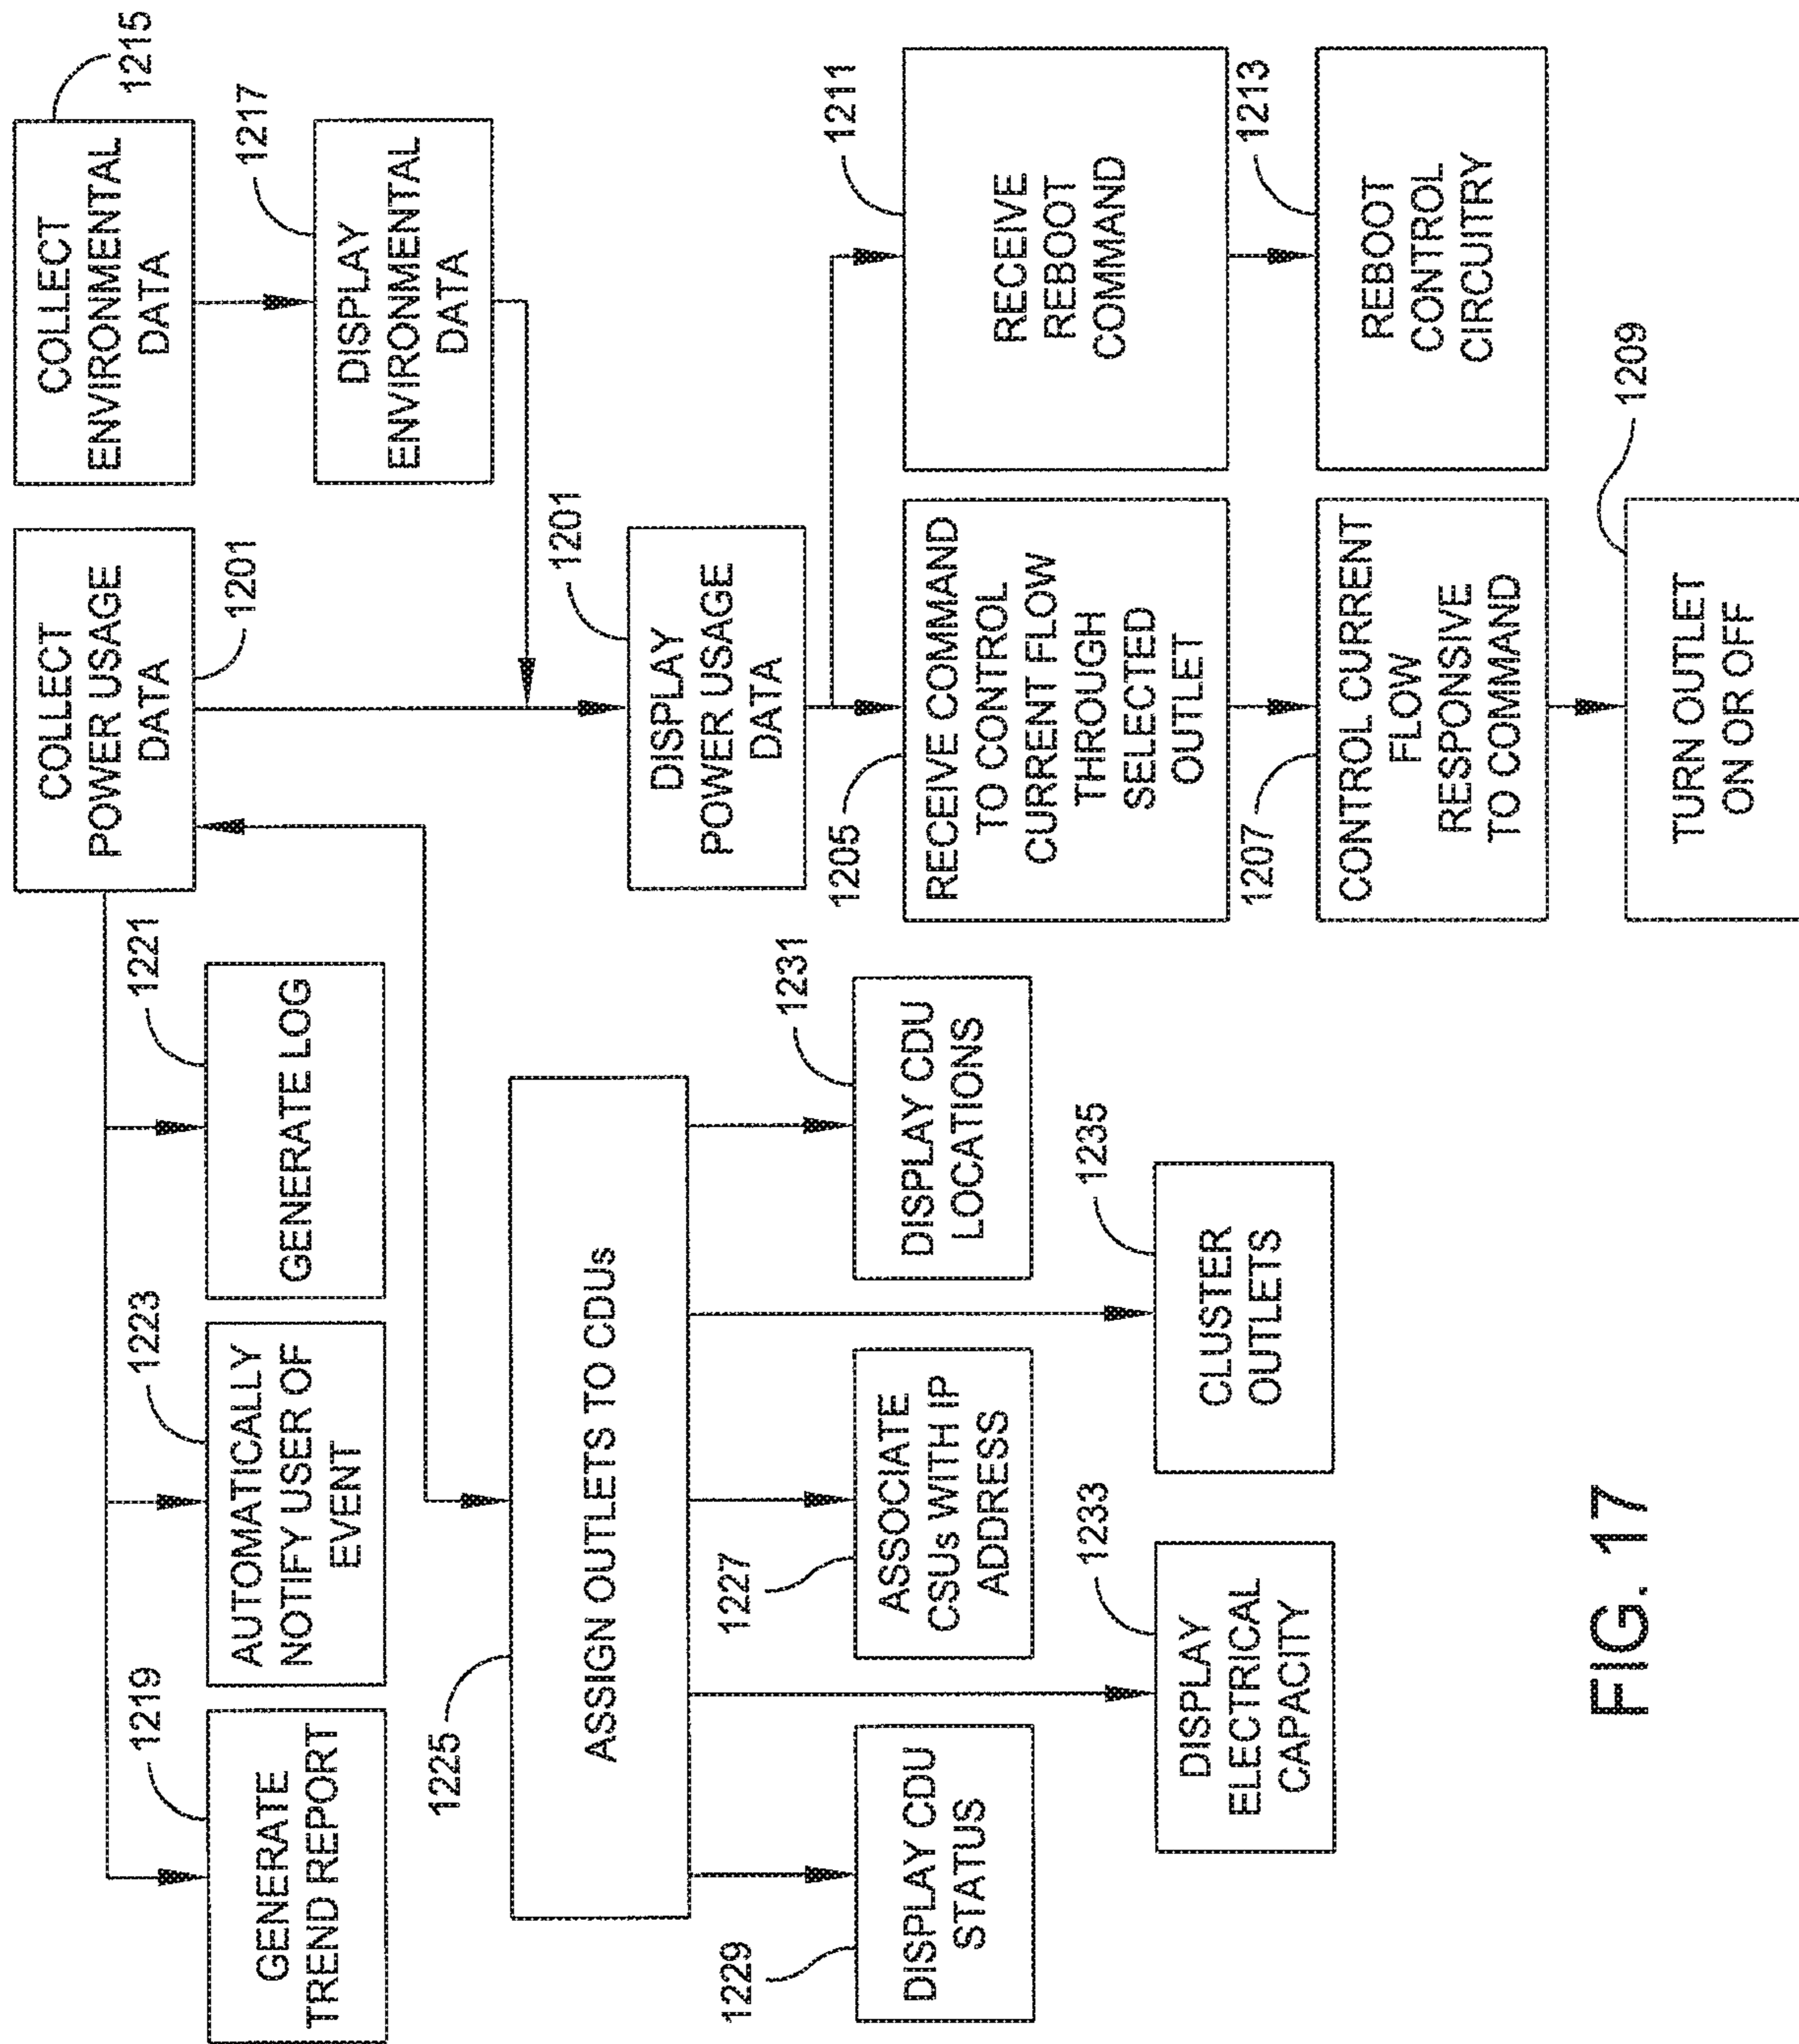 COLLECT
ENVIRONMENTAL
DATA
1215
DISPLAY
ENVIRONMENTAL
DATA
1217
COLLECT
POWER USAGE
DATA
1201
DISPLAY
POWER USAGE
DATA
1201
RECEIVE
REBOOT
COMMAND
1211
REBOOT
CONTROL
CIRCUITRY
1213
RECEIVE COMMAND
TO CONTROL
CURRENT FLOW
THROUGH
SELECTED
OUTLET
1205
CONTROL CURRENT
FLOW
RESPONSIVE
TO COMMAND
1207
TURN OUTLET
ON OR OFF
1209
GENERATE LOG
1221
AUTOMATICALLY
NOTIFY USER OF
EVENT
1223
GENERATE
TREND REPORT
1219
ASSIGN OUTLETS TO CDUs
1225
DISPLAY CDU
LOCATIONS
1231
CLUSTER
OUTLETS
1235
ASSOCIATE
CSUs WITH IP
ADDRESS
1227
DISPLAY
ELECTRICAL
CAPACITY
1233
DISPLAY CDU
STATUS
1229
FIG. 17